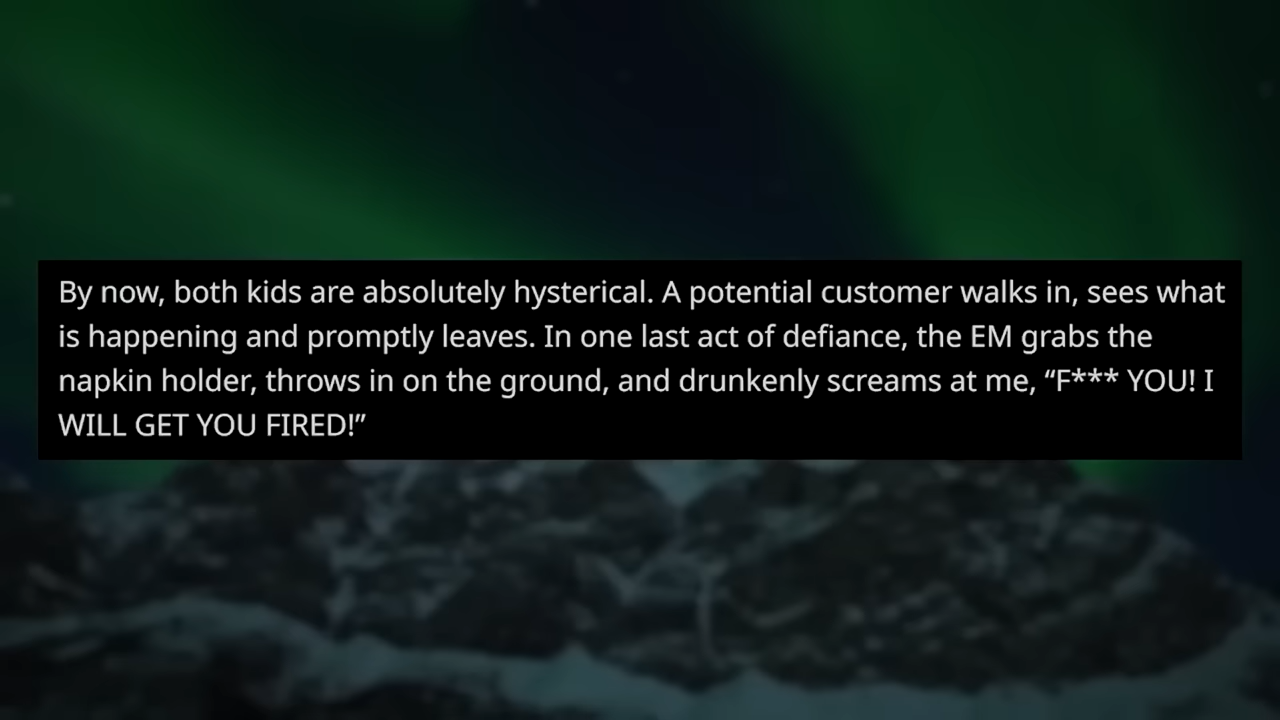 By now, both kids are absolutely hysterical. A potential customer walks in, sees what
is happening and promptly leaves. In one last act of defiance, the EM grabs the
napkin holder, throws in on the ground, and drunkenly screams at me, “F*** YOU! I
WILL GET YOU FIRED!”